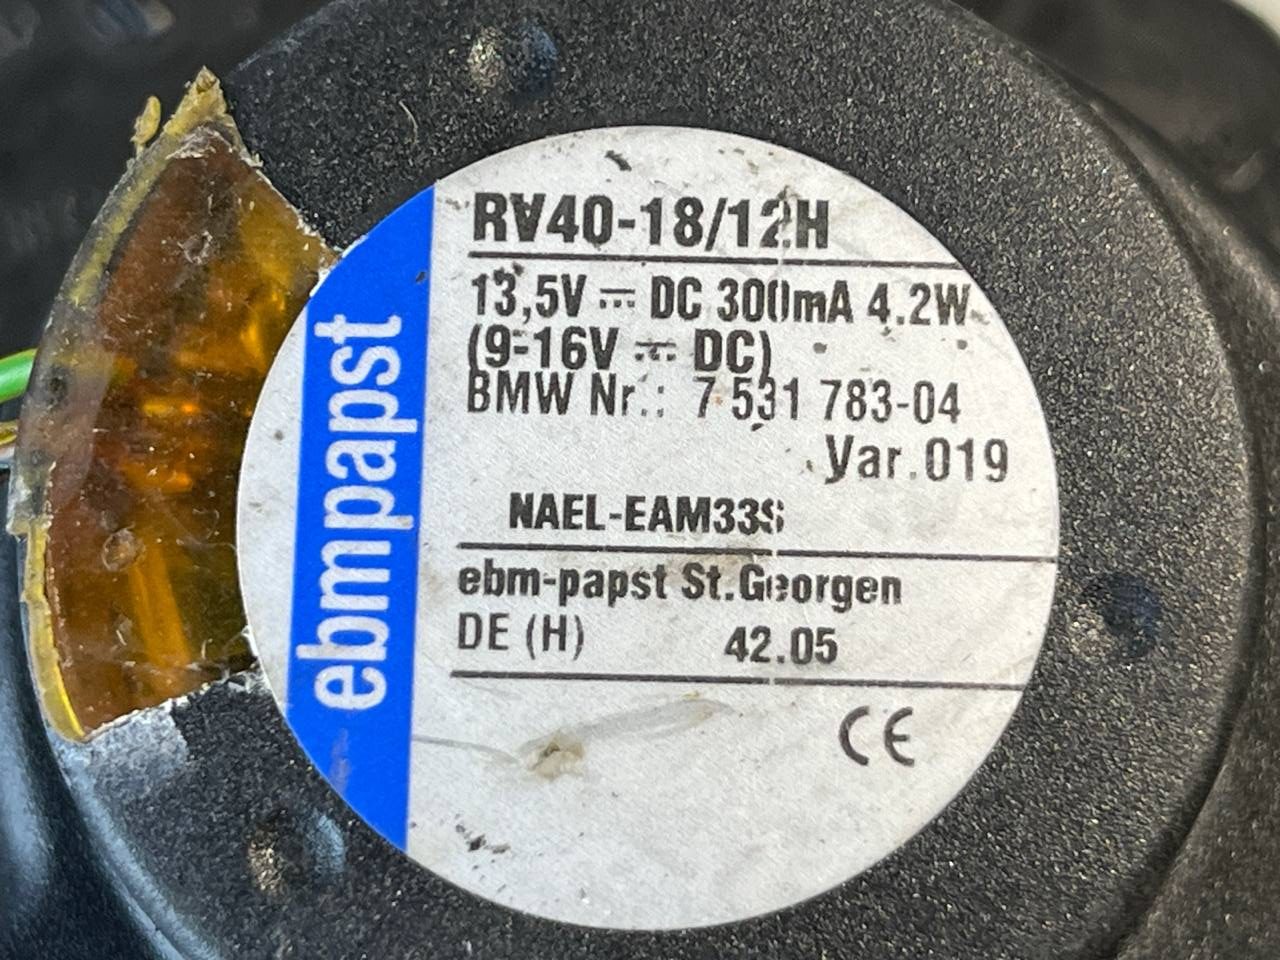 ebmpapst
RV40-18/12H
13,5V ⎓ DC 300mA 4.2W
(9-16V ⎓ DC)
BMW Nr.: 7 531 783-04
Var.019
NAEL-EAM33S
ebm-papst St.Georgen
DE (H) 42.05
CE